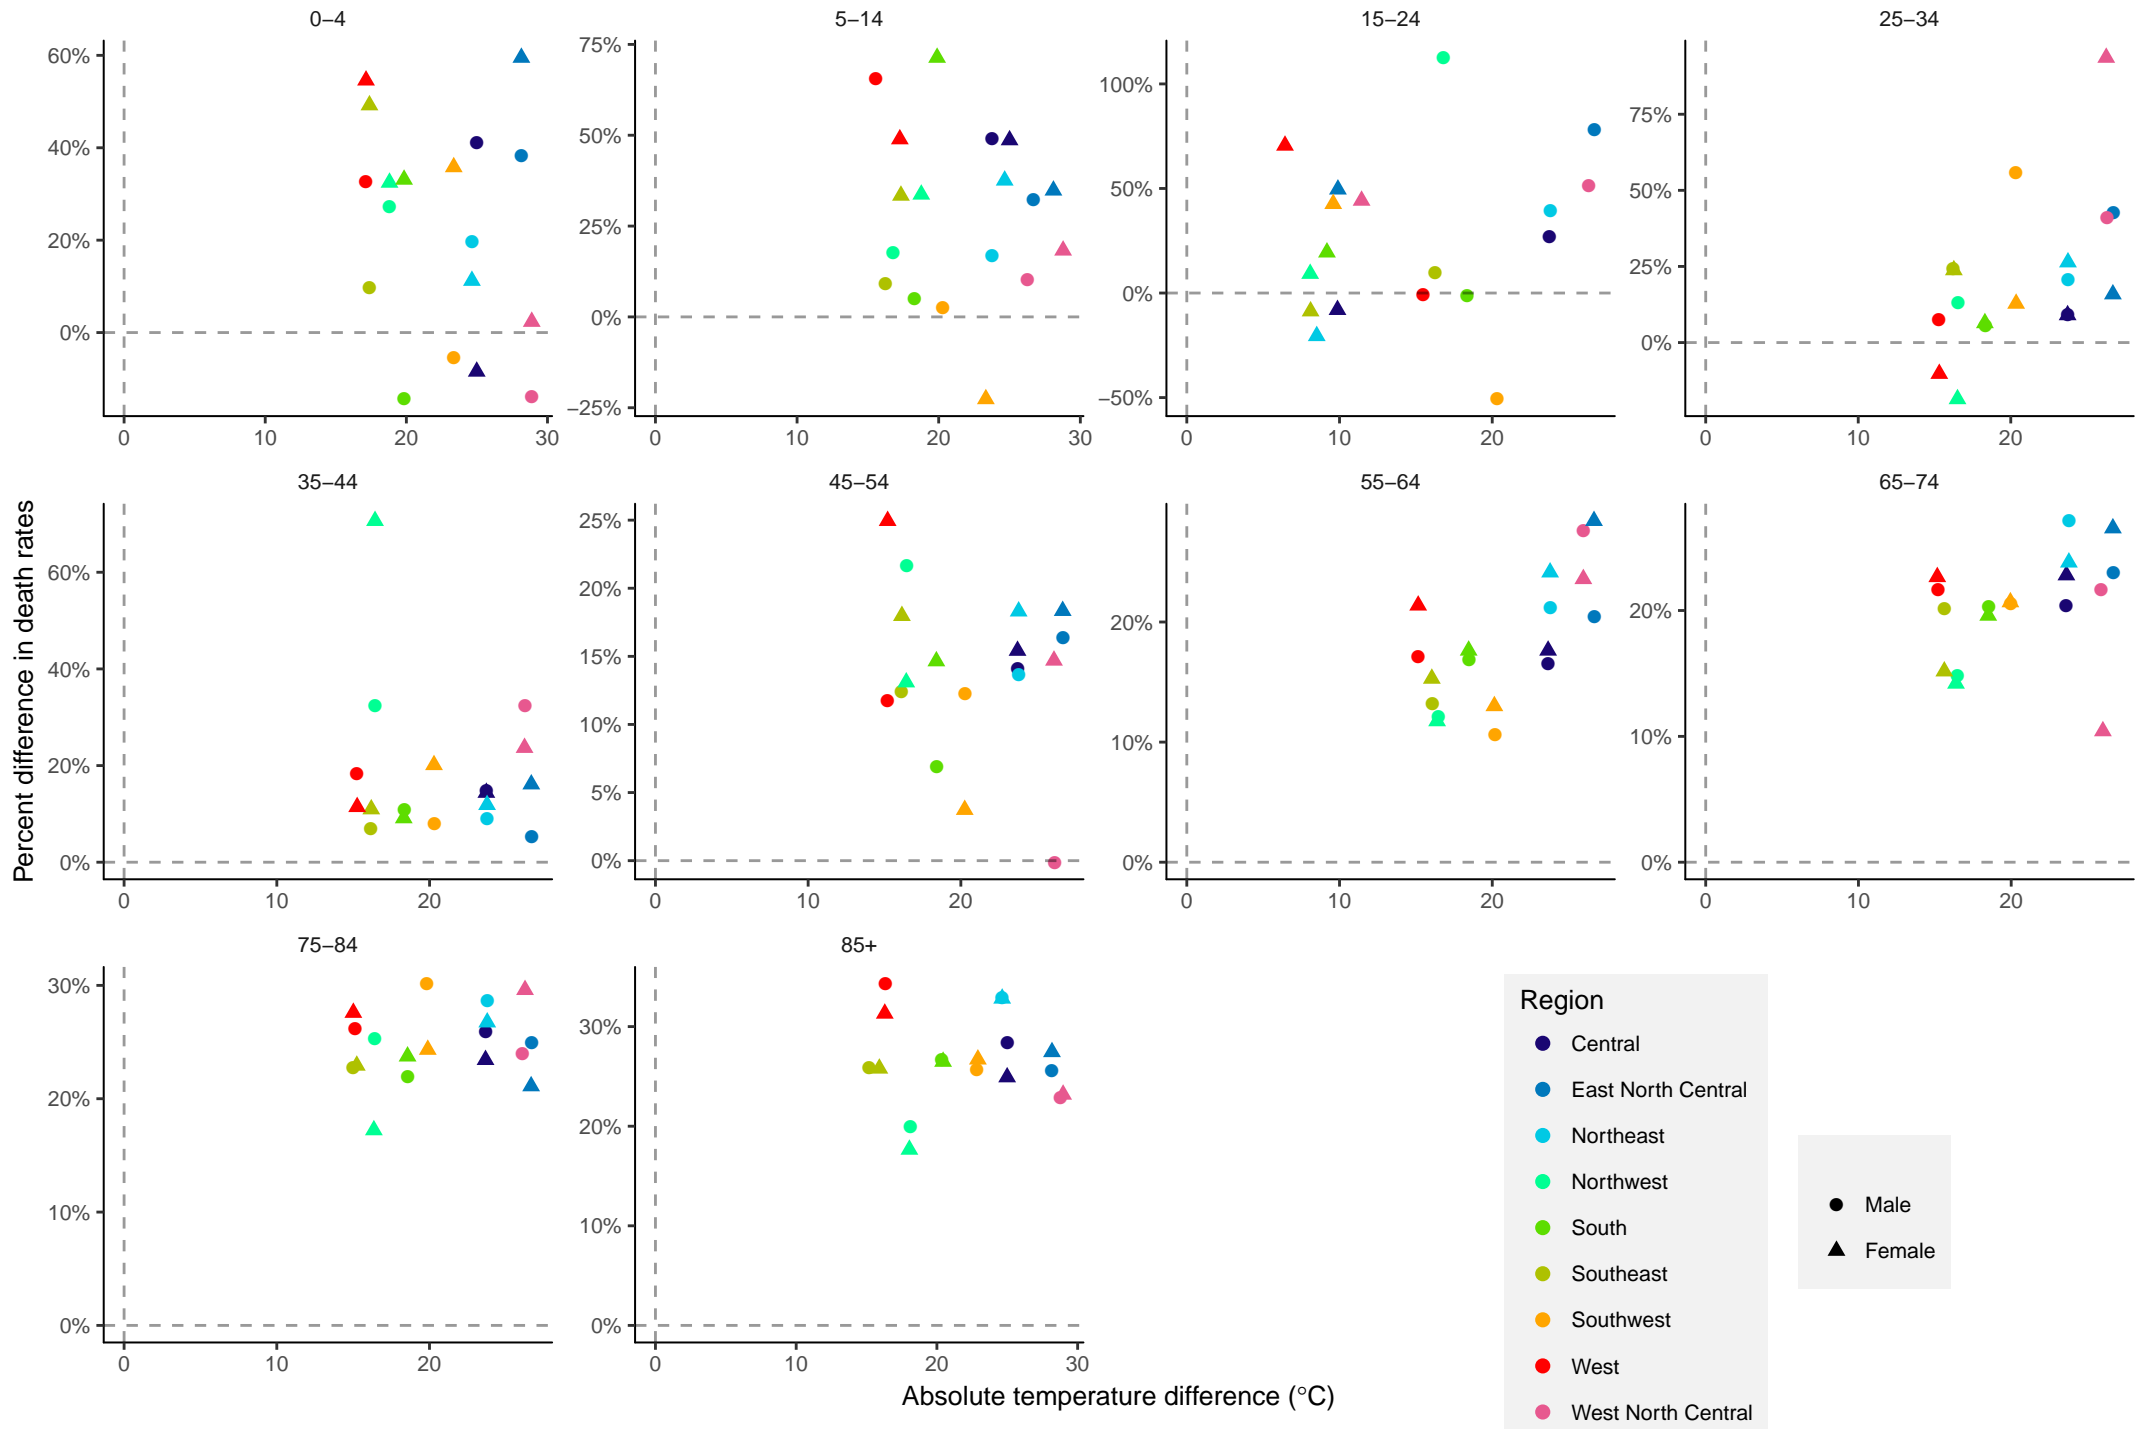 0–4 5–14 15–24 25–34
60% 75% 100% 75%
40% 50% 50% 50%
20% 25% 0% 25%
0% 0% −50% 0%
−25%
0 10 20 30 0 10 20 30 0 10 20 0 10 20
35–44 45–54 55–64 65–74
Percent difference in death rates
60% 25% 20% 20%
40% 20% 10% 10%
20% 15% 0% 0%
0% 10%
5%
0%
0 10 20 0 10 20 0 10 20 0 10 20
75–84 85+
30% 30%
20% 20%
10% 10%
0% 0%
0 10 20 0 10 20 30
Absolute temperature difference (°C)
Region
Central
East North Central
Northeast
Northwest
South
Southeast
Southwest
West
West North Central
Male
Female